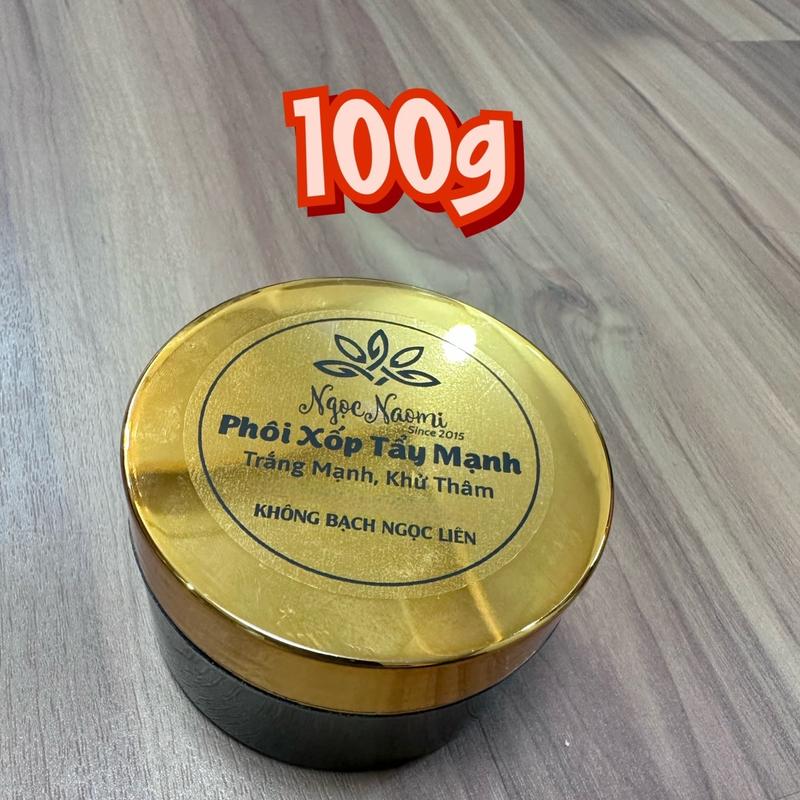 100g
Ngọc Naomi
Since 2015
Phôi Xốp Tẩy Mạnh
Trắng Mạnh, Khử Thâm
KHÔNG BẠCH NGỌC LIÊN